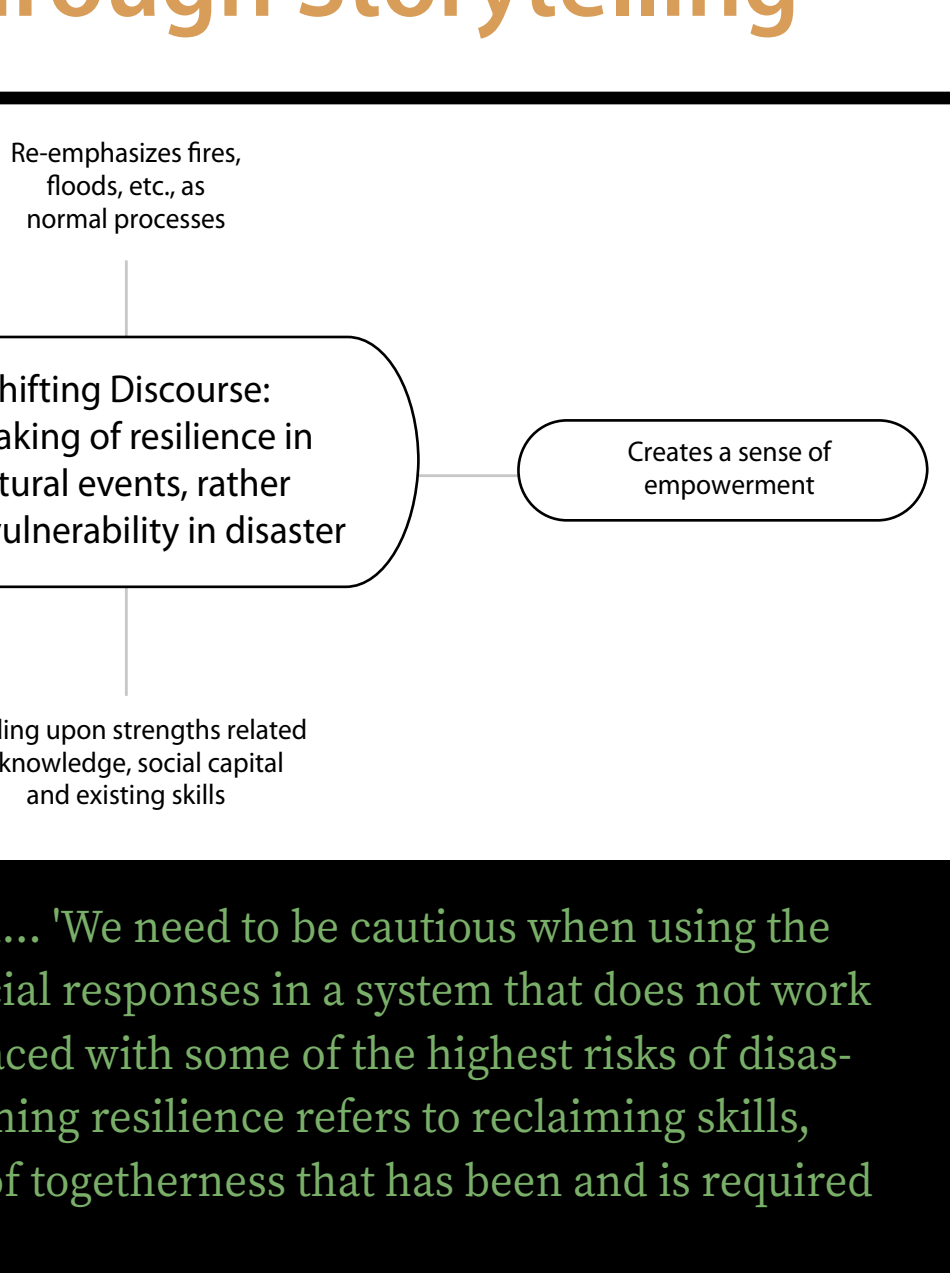 rough Storytelling
Re-emphasizes fires,
floods, etc., as
normal processes
hifting Discourse:
aking of resilience in
tural events, rather
vulnerability in disaster
Creates a sense of
empowerment
ling upon strengths related
knowledge, social capital
and existing skills
... 'We need to be cautious when using the
cial responses in a system that does not work
aced with some of the highest risks of disas-
ning resilience refers to reclaiming skills,
of togetherness that has been and is required